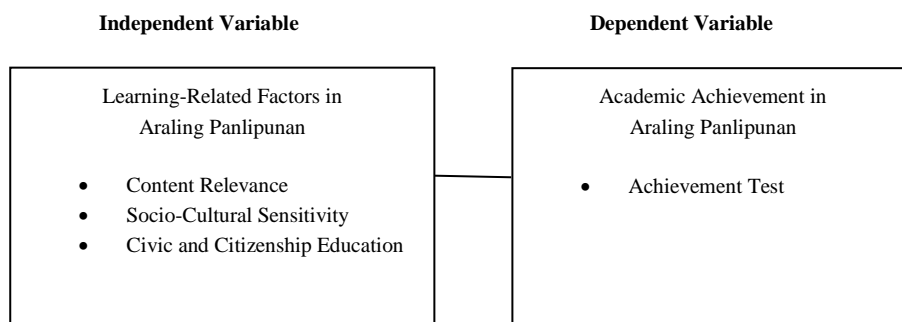 Independent Variable
Dependent Variable
Learning-Related Factors in
Araling Panlipunan
• Content Relevance
• Socio-Cultural Sensitivity
• Civic and Citizenship Education
Academic Achievement in
Araling Panlipunan
• Achievement Test